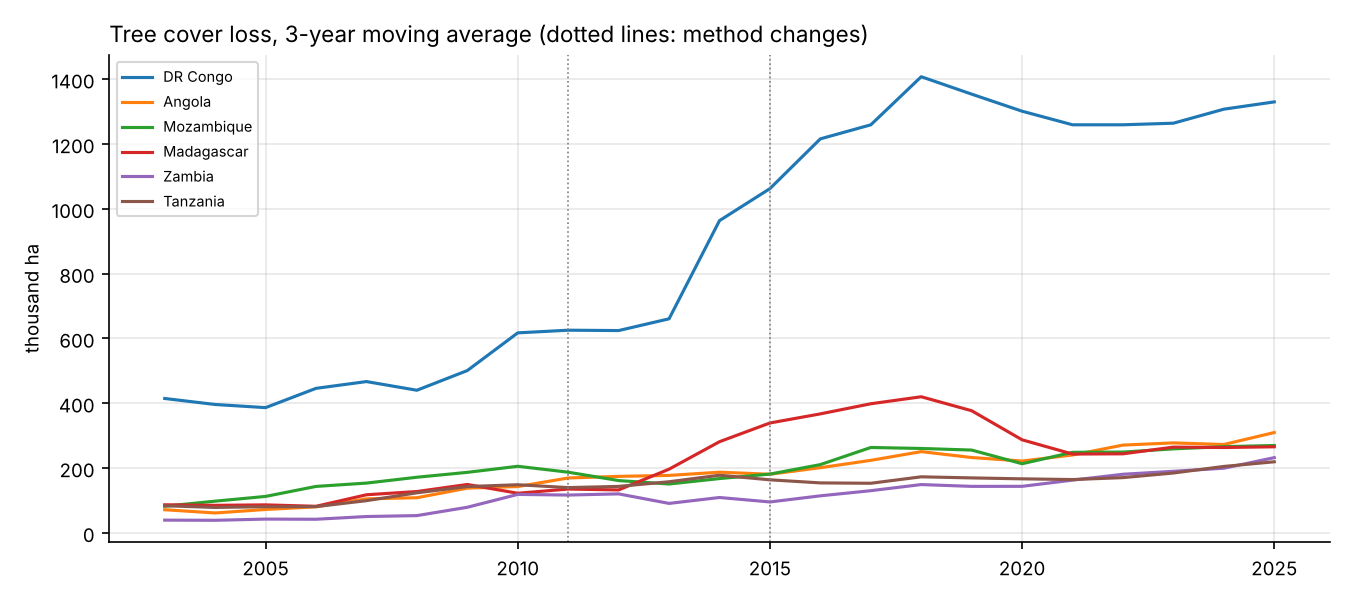 Tree cover loss, 3-year moving average (dotted lines: method changes)
1400
1200
1000
800
600
400
200
0
thousand ha
DR Congo
Angola
Mozambique
Madagascar
Zambia
Tanzania
2005
2010
2015
2020
2025